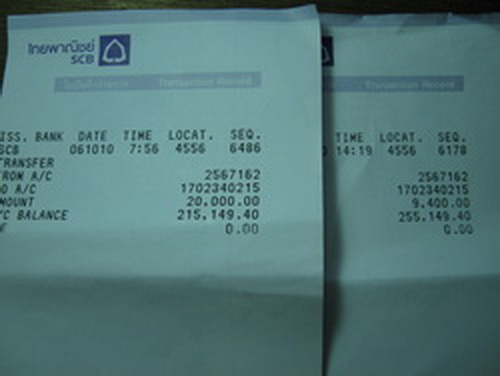 ไทยพาณิชย์
SCB
Transaction Record
ISS. BANK DATE TIME LOCAT. SEQ.
SCB 061010 7:56 4556 6486
TRANSFER
FROM A/C 2567162
TO A/C 1702340215
AMOUNT 20,000.00
A/C BALANCE 215,149.40
0.00
Transaction Record
TIME LOCAT. SEQ.
14:19 4556 6178
2567162
1702340215
9,400.00
255,149.40
0.00